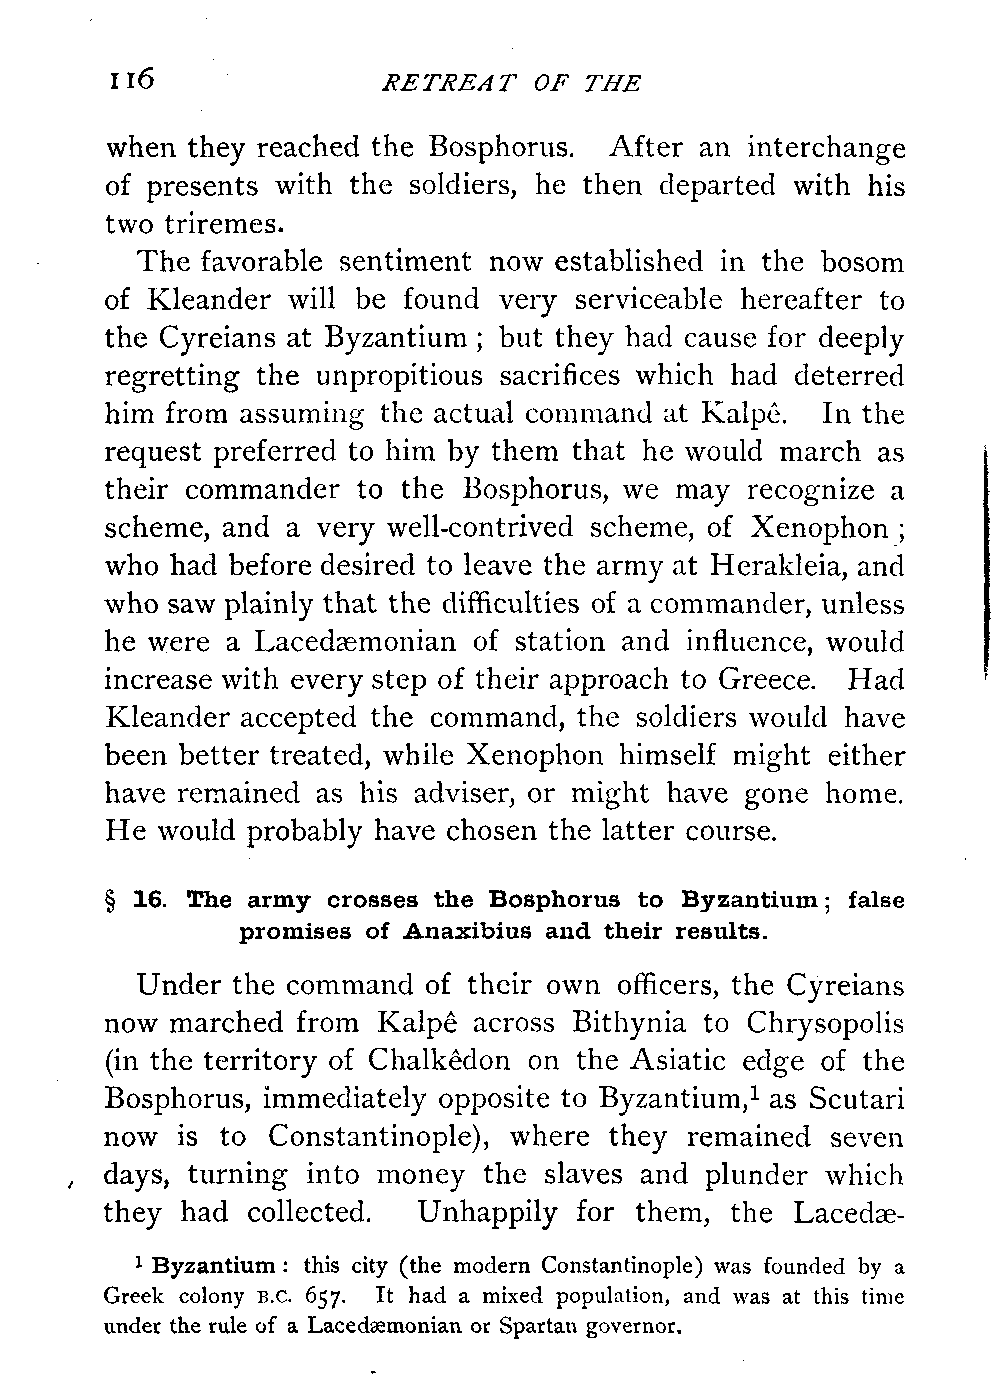 116 RETREAT OF THE
when they reached the Bosphorus. After an interchange
of presents with the soldiers, he then departed with his
two triremes.
The favorable sentiment now established in the bosom
of Kleander will be found very serviceable hereafter to
the Cyreians at Byzantium ; but they had cause for deeply
regretting the unpropitious sacrifices which had deterred
him from assuming the actual command at Kalpê. In the
request preferred to him by them that he would march as
their commander to the Bosphorus, we may recognize a
scheme, and a very well-contrived scheme, of Xenophon ;
who had before desired to leave the army at Herakleia, and
who saw plainly that the difficulties of a commander, unless
he were a Lacedæmonian of station and influence, would
increase with every step of their approach to Greece. Had
Kleander accepted the command, the soldiers would have
been better treated, while Xenophon himself might either
have remained as his adviser, or might have gone home.
He would probably have chosen the latter course.
§ 16. The army crosses the Bosphorus to Byzantium ; false
promises of Anaxibius and their results.
Under the command of their own officers, the Cyreians
now marched from Kalpê across Bithynia to Chrysopolis
(in the territory of Chalkêdon on the Asiatic edge of the
Bosphorus, immediately opposite to Byzantium,¹ as Scutari
now is to Constantinople), where they remained seven
days, turning into money the slaves and plunder which
they had collected. Unhappily for them, the Lacedæ-
¹ Byzantium : this city (the modern Constantinople) was founded by a
Greek colony B.C. 657. It had a mixed population, and was at this time
under the rule of a Lacedæmonian or Spartan governor.